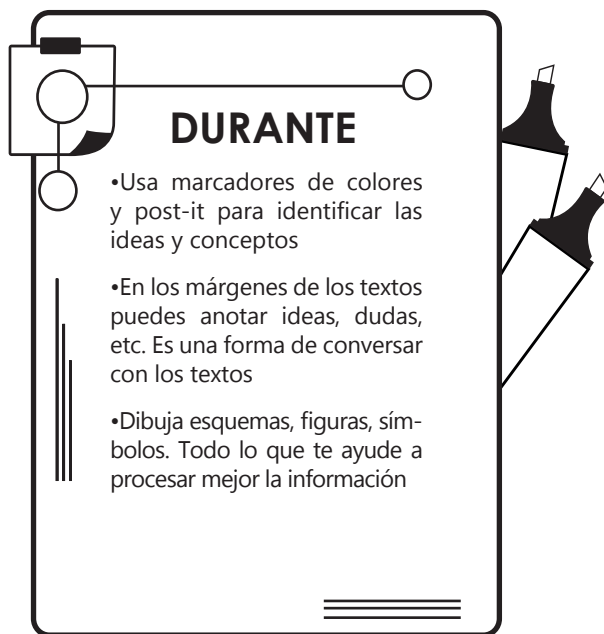 DURANTE
•Usa marcadores de colores
y post-it para identificar las
ideas y conceptos
•En los márgenes de los textos
puedes anotar ideas, dudas,
etc. Es una forma de conversar
con los textos
•Dibuja esquemas, figuras, sím-
bolos. Todo lo que te ayude a
procesar mejor la información